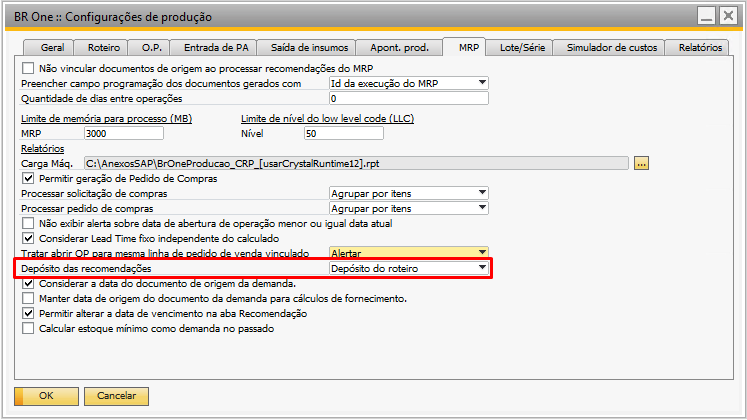 BR One :: Configurações de produção
Geral Roteiro O.P. Entrada de PA Saída de insumos Apont. prod. MRP Lote/Série Simulador de custos Relatórios
Não vincular documentos de origem ao processar recomendações do MRP
Preencher campo programação dos documentos gerados com Id da execução do MRP
Quantidade de dias entre operações 0
Limite de memória para processo (MB) Limite de nível do low level code (LLC)
MRP 3000 Nível 50
Relatórios
Carga Máq. C:\AnexosSAP\BrOneProducao_CRP_[usarCrystalRuntime12].rpt ...
Permitir geração de Pedido de Compras
Processar solicitação de compras Agrupar por itens
Processar pedido de compras Agrupar por itens
Não exibir alerta sobre data de abertura de operação menor ou igual data atual
Considerar Lead Time fixo independente do calculado
Tratar abrir OP para mesma linha de pedido de venda vinculado Alertar
Depósito das recomendações Depósito do roteiro
Considerar a data do documento de origem da demanda.
Manter data de origem do documento da demanda para cálculos de fornecimento.
Permitir alterar a data de vencimento na aba Recomendação
Calcular estoque mínimo como demanda no passado
OK Cancelar